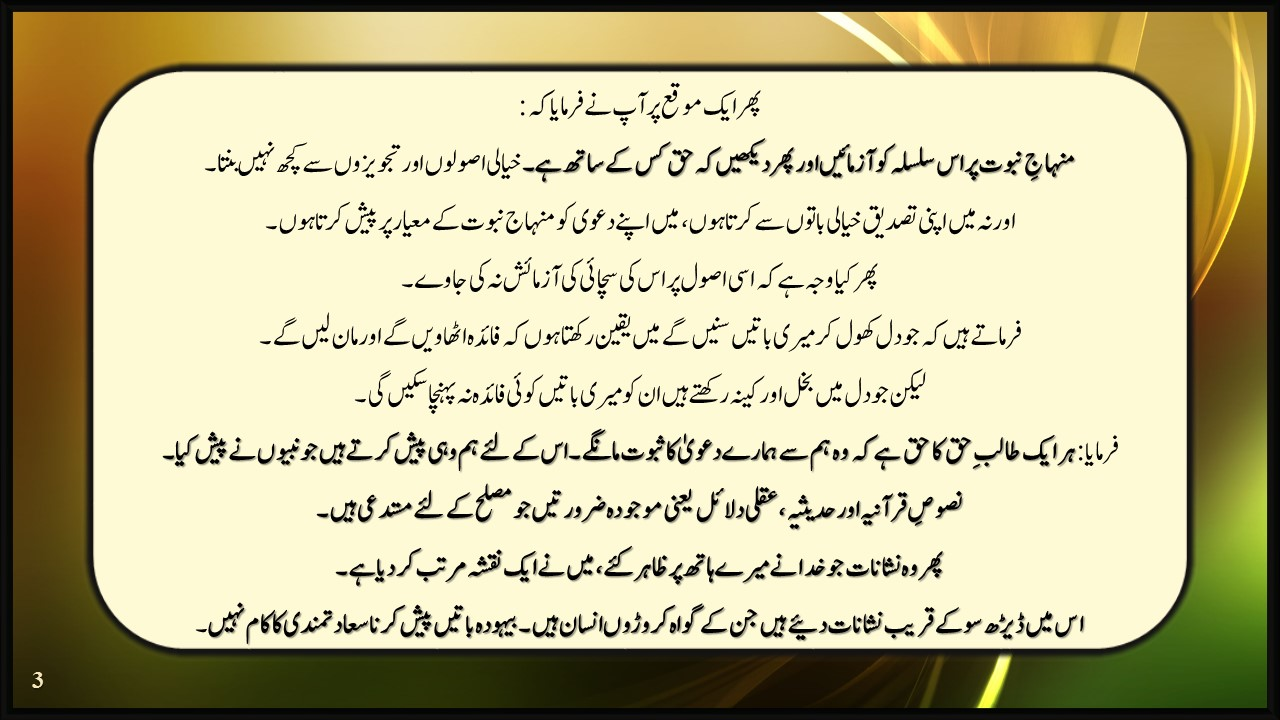 پھر ایک موقع پر آپ نے فرمایا کہ:
منہاجِ نبوت پر اس سلسلہ کو آزمائیں اور پھر دیکھیں کہ حق کس کے ساتھ ہے۔ خیالی اصولوں اور تجویزوں سے کچھ نہیں بنتا۔
اور نہ میں اپنی تصدیق خیالی باتوں سے کرتا ہوں، میں اپنے دعوی کو منہاج نبوت کے معیار پر پیش کرتا ہوں۔
پھر کیا وجہ ہے کہ اسی اصول پر اس کی سچائی کی آزمائش نہ کی جاوے۔
فرماتے ہیں کہ جو دل کھول کر میری باتیں سنیں گے میں یقین رکھتا ہوں کہ فائدہ اٹھاویں گے اور مان لیں گے۔
لیکن جو دل میں بخل اور کینہ رکھتے ہیں ان کو میری باتیں کوئی فائدہ نہ پہنچا سکیں گی۔
فرمایا: ہر ایک طالبِ حق کا حق ہے کہ وہ ہم سے ہمارے دعویٰ کا ثبوت مانگے۔ اس کے لئے ہم وہی پیش کرتے ہیں جو نبیوں نے پیش کیا۔
نصوصِ قرآنیہ اور حدیثیہ، عقلی دلائل یعنی موجودہ ضرورتیں جو مصلح کے لئے مستدعی ہیں۔
پھر وہ نشانات جو خدا نے میرے ہاتھ پر ظاہر کئے، میں نے ایک نقشہ مرتب کر دیا ہے۔
اس میں ڈیڑھ سو کے قریب نشانات دیئے ہیں جن کے گواہ کروڑوں انسان ہیں۔ بیہودہ باتیں پیش کرنا سعادتمندی کا کام نہیں۔
3